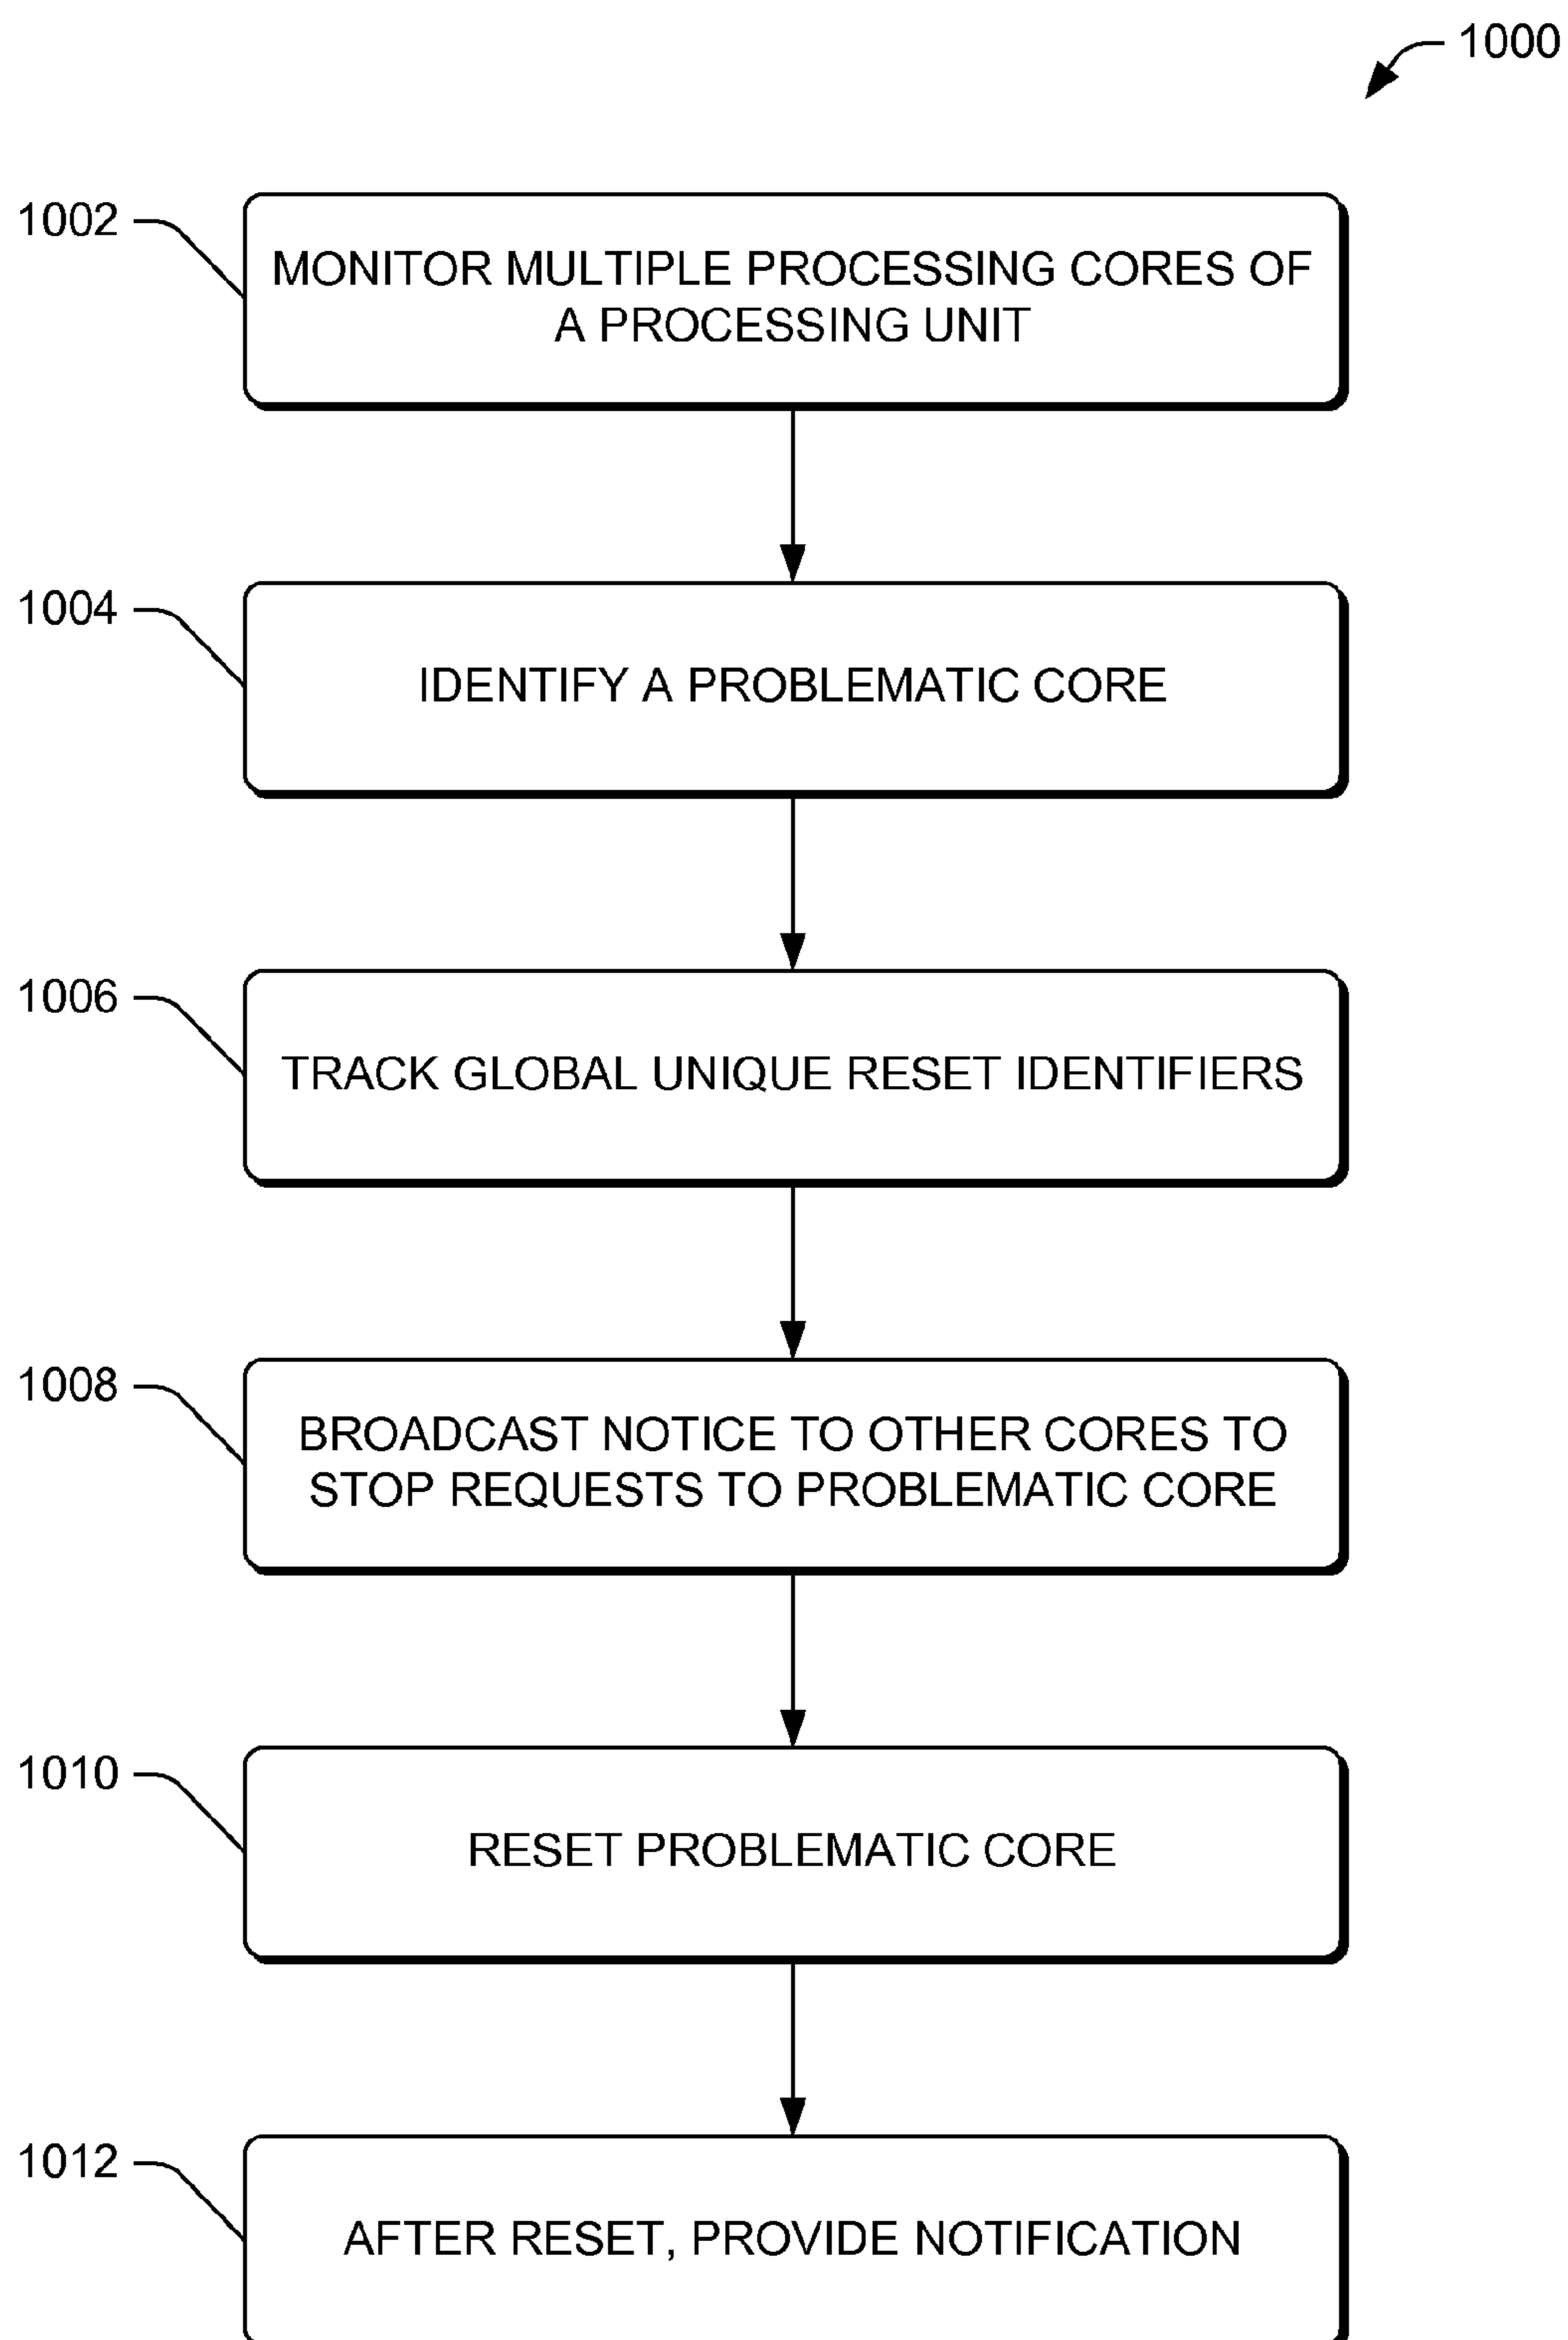 1000
1002
MONITOR MULTIPLE PROCESSING CORES OF
A PROCESSING UNIT
1004
IDENTIFY A PROBLEMATIC CORE
1006
TRACK GLOBAL UNIQUE RESET IDENTIFIERS
1008
BROADCAST NOTICE TO OTHER CORES TO
STOP REQUESTS TO PROBLEMATIC CORE
1010
RESET PROBLEMATIC CORE
1012
AFTER RESET, PROVIDE NOTIFICATION